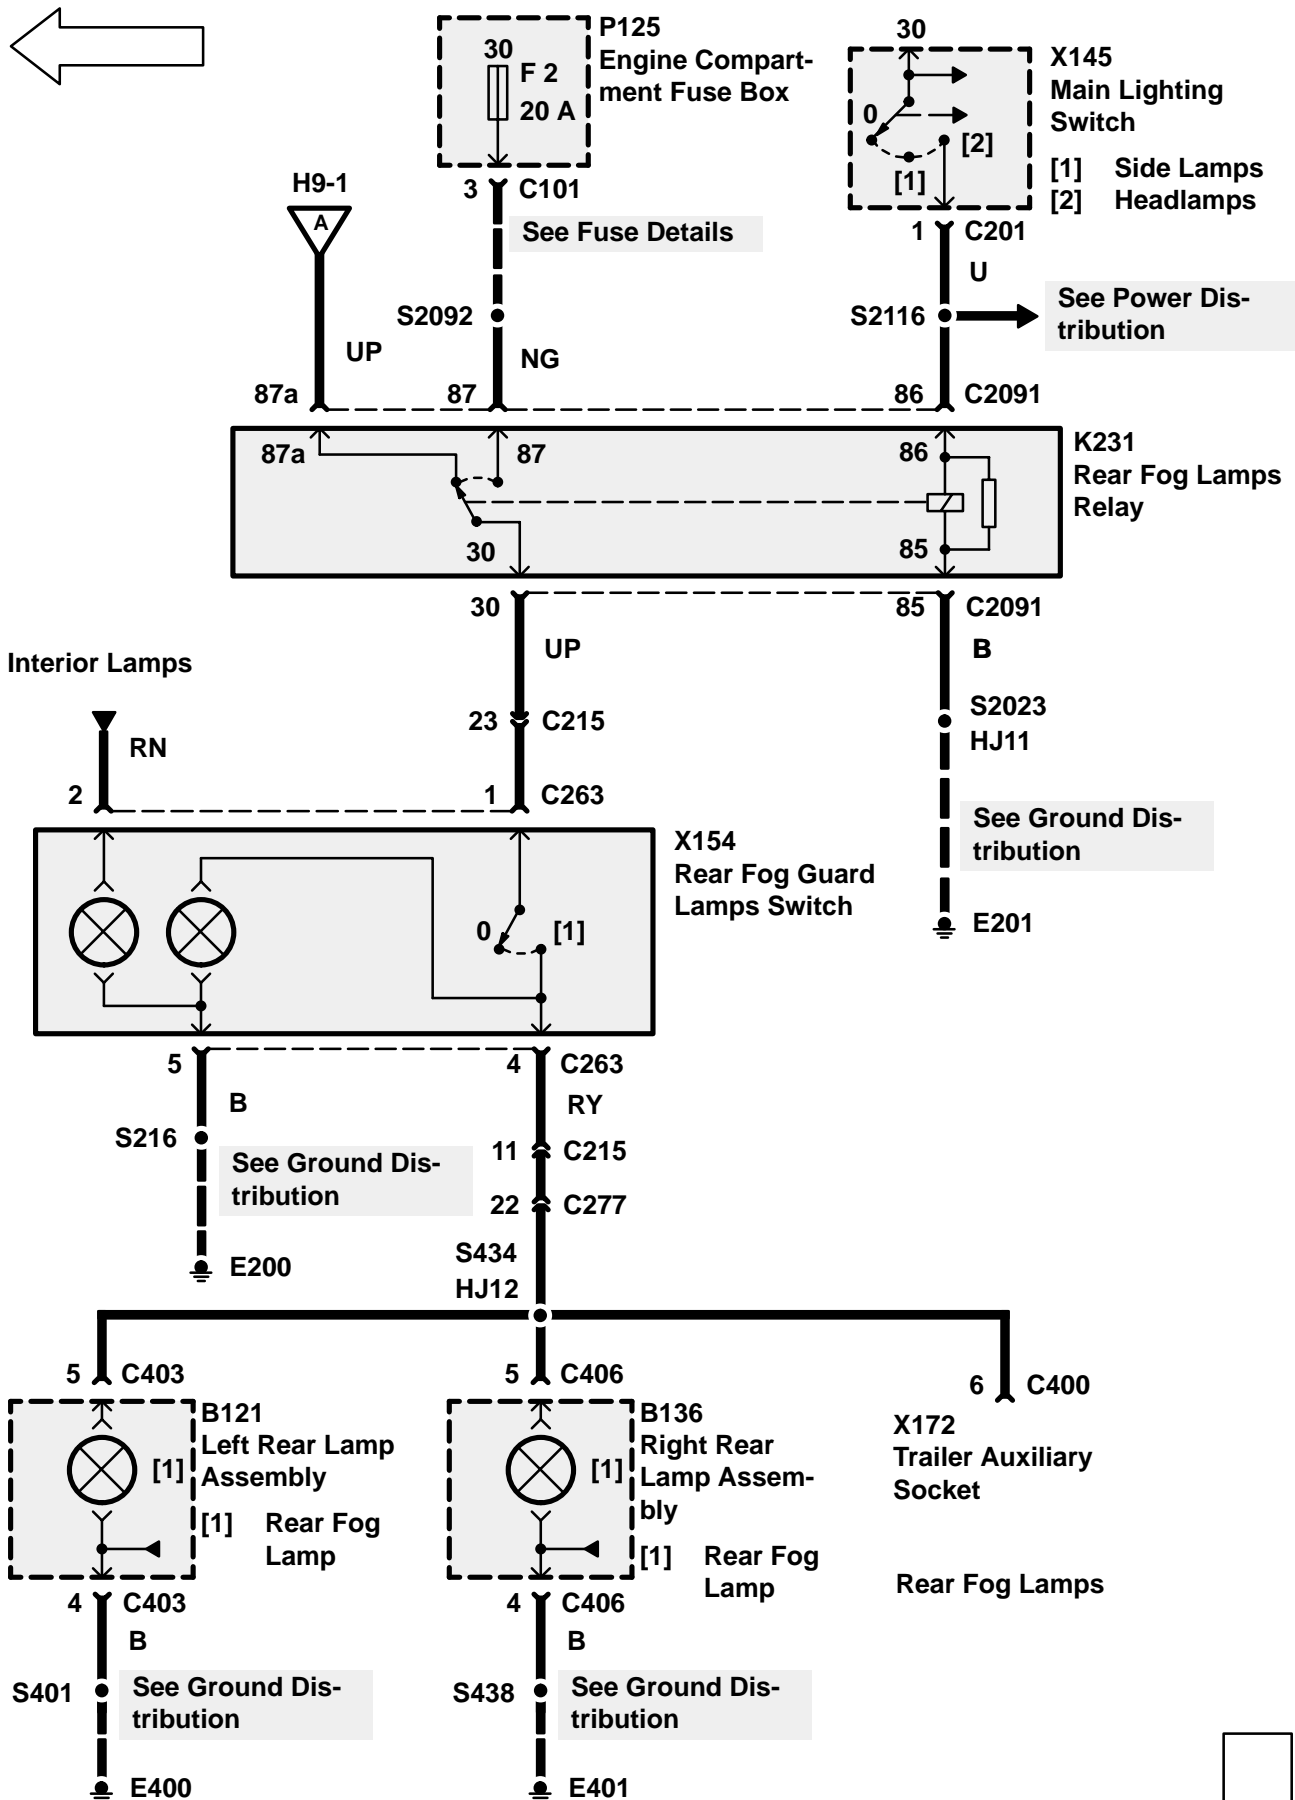 P125
Engine Compart-
ment Fuse Box
30
F 2
20 A
3 C101
See Fuse Details
30
X145
Main Lighting
Switch
[1] Side Lamps
[2] Headlamps
0
[2]
[1]
1 C201
U
H9-1
A
S2092
S2116
See Power Dis-
tribution
UP
NG
87a
87
86 C2091
87a
87
86
K231
Rear Fog Lamps
Relay
30
85
30
85 C2091
UP
B
Interior Lamps
RN
23 C215
S2023
HJ11
2
1 C263
See Ground Dis-
tribution
X154
Rear Fog Guard
Lamps Switch
0
[1]
E201
5
4 C263
B
RY
S216
See Ground Dis-
tribution
11 C215
22 C277
E200
S434
HJ12
5 C403
5 C406
6 C400
B121
Left Rear Lamp
Assembly
[1]
[1] Rear Fog
Lamp
B136
Right Rear
Lamp Assem-
bly
[1]
[1] Rear Fog
Lamp
X172
Trailer Auxiliary
Socket
Rear Fog Lamps
4 C403
B
4 C406
B
S401
See Ground Dis-
tribution
S438
See Ground Dis-
tribution
E400
E401